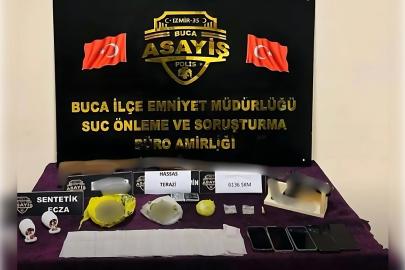 İZMİR-35
BUCA
ASAYİŞ
POLİS
BUCA İLÇE EMNİYET MÜDÜRLÜĞÜ
SUÇ ÖNLEME VE SORUŞTURMA
BÜRO AMİRLİĞİ
ASAYİŞ
SENTETİK
ECZA
HASSAS
TERAZİ
6136 SKM